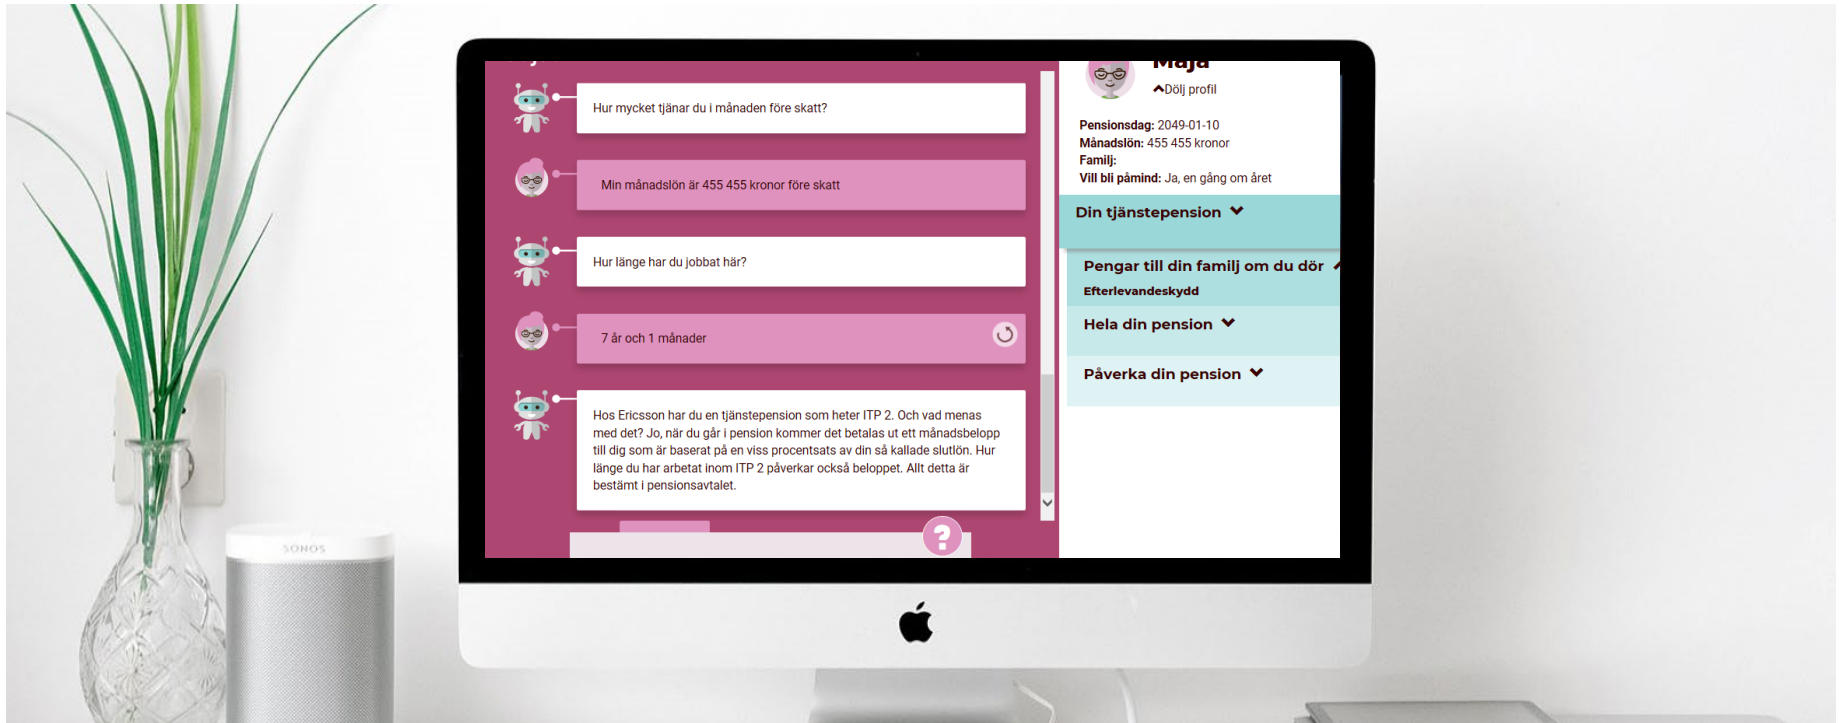 Hur mycket tjänar du i månaden före skatt?
Min månadslön är 455 455 kronor före skatt
Hur länge har du jobbat här?
7 år och 1 månader
Hos Ericsson har du en tjänstepension som heter ITP 2. Och vad menas
med det? Jo, när du går i pension kommer det betalas ut ett månadsbelopp
till dig som är baserat på en viss procentsats av din så kallade slutlön. Hur
länge du har arbetat inom ITP 2 påverkar också beloppet. Allt detta är
bestämt i pensionsavtalet.
?
Maja
Dölj profil
Pensionsdag: 2049-01-10
Månadslön: 455 455 kronor
Familj:
Vill bli påmind: Ja, en gång om året
Din tjänstepension
Pengar till din familj om du dör
Efterlevandeskydd
Hela din pension
Påverka din pension
SONOS